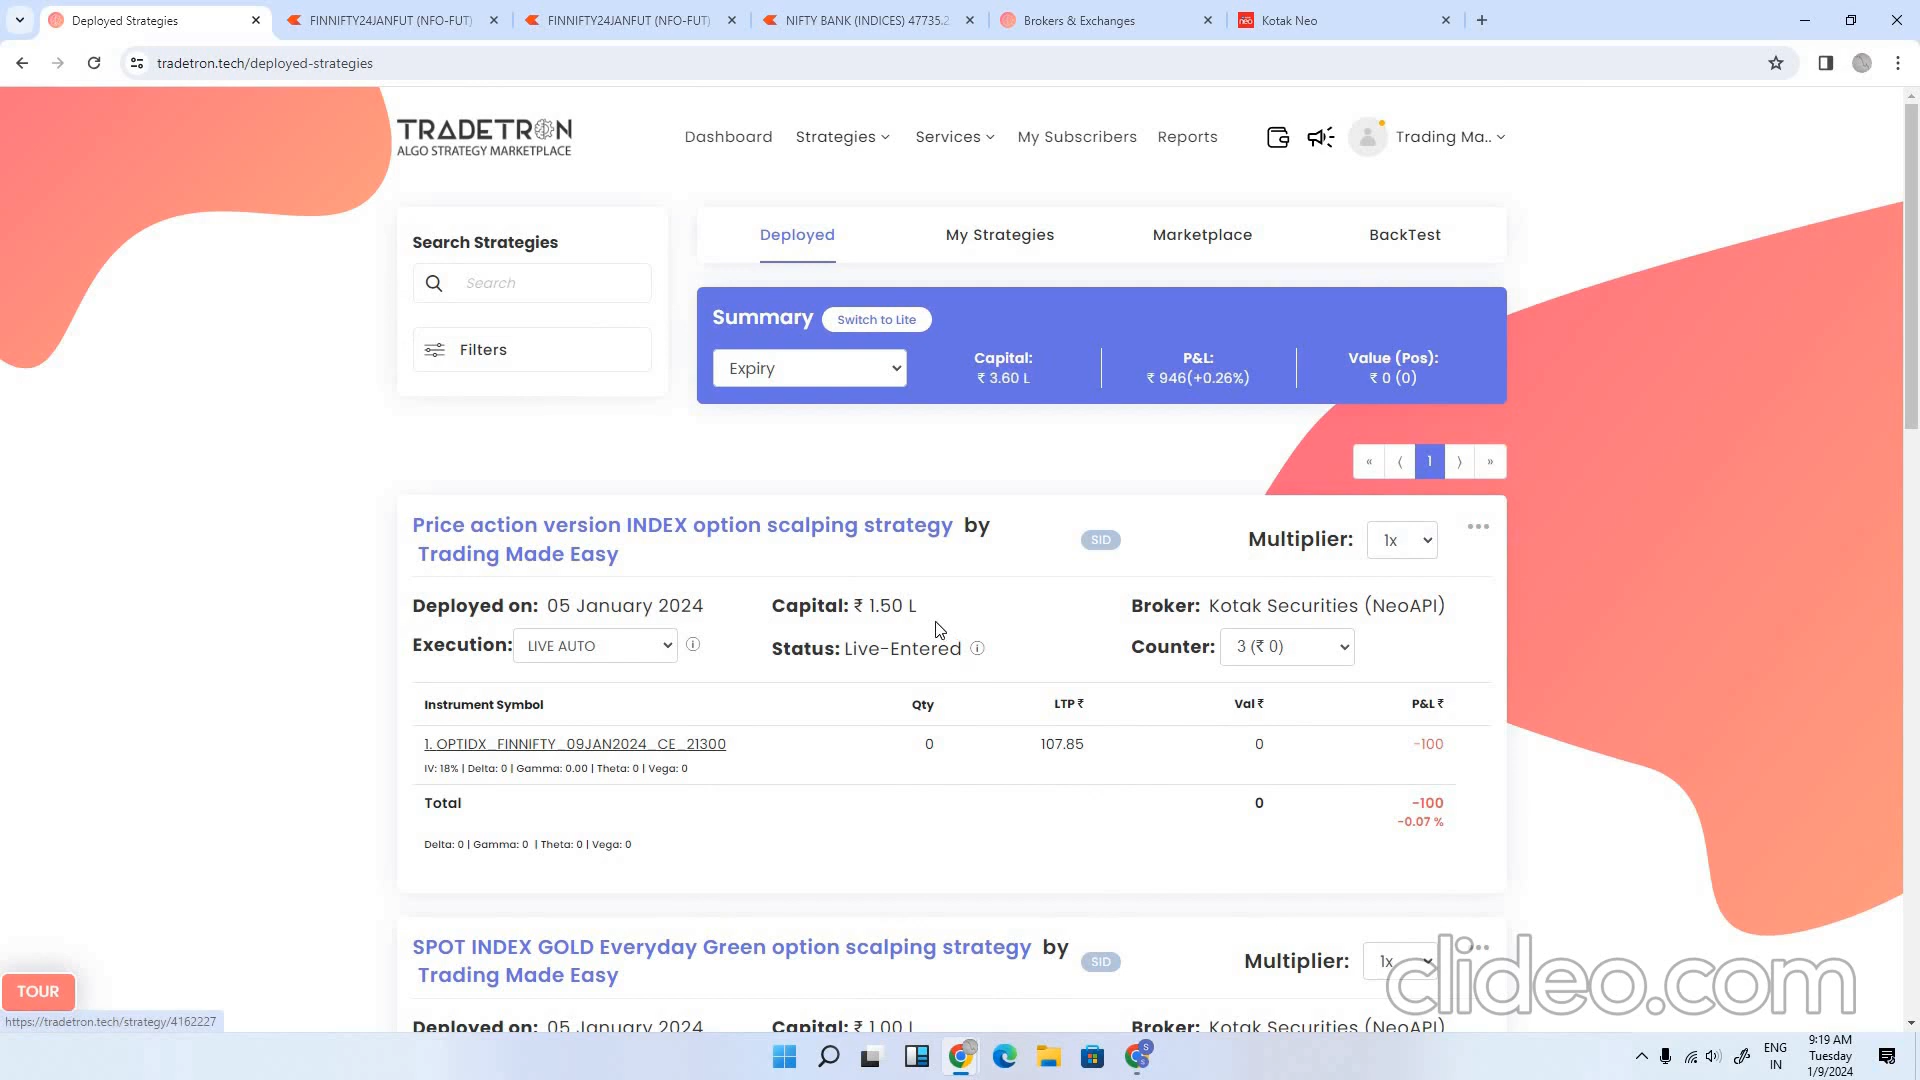 Deployed Strategies
FINNIFTY24JANFUT (NFO-FUT)
FINNIFTY24JANFUT (NFO-FUT)
NIFTY BANK (INDICES) 47735.2
Brokers & Exchanges
neo
Kotak Neo
tradetron.tech/deployed-strategies
TRADETRON
ALGO STRATEGY MARKETPLACE
Dashboard
Strategies
Services
My Subscribers
Reports
Trading Ma..
Search Strategies
Search
Filters
Deployed
My Strategies
Marketplace
BackTest
Summary
Switch to Lite
Expiry
Capital:
₹ 3.60 L
P&L:
₹ 946(+0.26%)
Value (Pos):
₹ 0 (0)
« ⟨ 1 ⟩ »
Price action version INDEX option scalping strategy by
Trading Made Easy
SID
Multiplier: 1x
Deployed on: 05 January 2024
Capital: ₹ 1.50 L
Broker: Kotak Securities (NeoAPI)
Execution: LIVE AUTO
Status: Live-Entered
Counter: 3 (₹ 0)
Instrument Symbol Qty LTP ₹ Val ₹ P&L ₹
1. OPTIDX_FINNIFTY_09JAN2024_CE_21300 0 107.85 0 -100
IV: 18% | Delta: 0 | Gamma: 0.00 | Theta: 0 | Vega: 0
Total 0 -100
-0.07 %
Delta: 0 | Gamma: 0 | Theta: 0 | Vega: 0
SPOT INDEX GOLD Everyday Green option scalping strategy by
Trading Made Easy
SID
Multiplier: 1x
Deployed on: 05 January 2024
Capital: ₹ 1.00 L
Broker: Kotak Securities (NeoAPI)
TOUR
https://tradetron.tech/strategy/4162227
clideo.com
ENG
IN
9:19 AM
Tuesday
1/9/2024